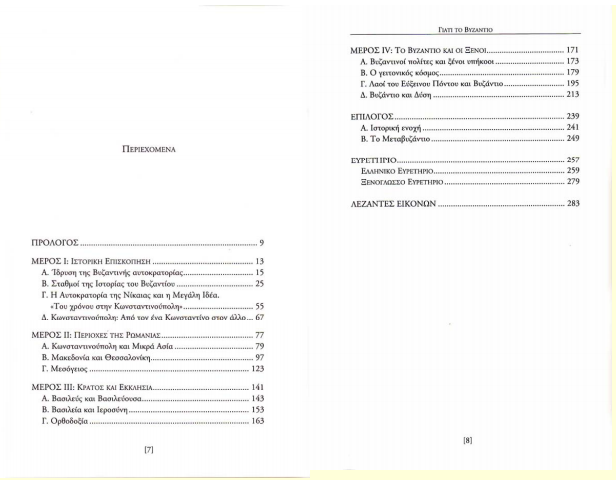 ΠΕΡΙΕΧΟΜΕΝΑ
ΠΡΟΛΟΓΟΣ ........ 9
ΜΕΡΟΣ Ι: ΙΣΤΟΡΙΚΗ ΕΠΙΣΚΟΠΗΣΗ ........ 13
Α. Ίδρυση της Βυζαντινής αυτοκρατορίας ........ 15
Β. Σταθμοί της Ιστορίας του Βυζαντίου ........ 25
Γ. Η Αυτοκρατορία της Νίκαιας και η Μεγάλη Ιδέα.
«Του χρόνου στην Κωνσταντινούπολη» ........ 55
Δ. Κωνσταντινούπολη: Από τον ένα Κωνσταντίνο στον άλλο ... 67
ΜΕΡΟΣ ΙΙ: ΠΕΡΙΟΧΕΣ ΤΗΣ ΡΩΜΑΝΙΑΣ ........ 77
Α. Κωνσταντινούπολη και Μικρά Ασία ........ 79
Β. Μακεδονία και Θεσσαλονίκη ........ 97
Γ. Μεσόγειος ........ 123
ΜΕΡΟΣ ΙΙΙ: ΚΡΑΤΟΣ ΚΑΙ ΕΚΚΛΗΣΙΑ ........ 141
Α. Βασιλεύς και Βασιλεύουσα ........ 143
Β. Βασιλεία και Ιεροσύνη ........ 153
Γ. Ορθοδοξία ........ 163
[7]
ΓΙΑΤΙ ΤΟ ΒΥΖΑΝΤΙΟ
ΜΕΡΟΣ IV: ΤΟ ΒΥΖΑΝΤΙΟ ΚΑΙ ΟΙ ΞΕΝΟΙ ........ 171
Α. Βυζαντινοί πολίτες και ξένοι υπήκοοι ........ 173
Β. Ο γειτονικός κόσμος ........ 179
Γ. Λαοί του Εύξεινου Πόντου και Βυζάντιο ........ 195
Δ. Βυζάντιο και Δύση ........ 213
ΕΠΙΛΟΓΟΣ ........ 239
Α. Ιστορική ενοχή ........ 241
Β. Το Μεταβυζάντιο ........ 249
ΕΥΡΕΤΗΡΙΟ ........ 257
ΕΛΛΗΝΙΚΟ ΕΥΡΕΤΗΡΙΟ ........ 259
ΞΕΝΟΓΛΩΣΣΟ ΕΥΡΕΤΗΡΙΟ ........ 279
ΛΕΖΑΝΤΕΣ ΕΙΚΟΝΩΝ ........ 283
[8]